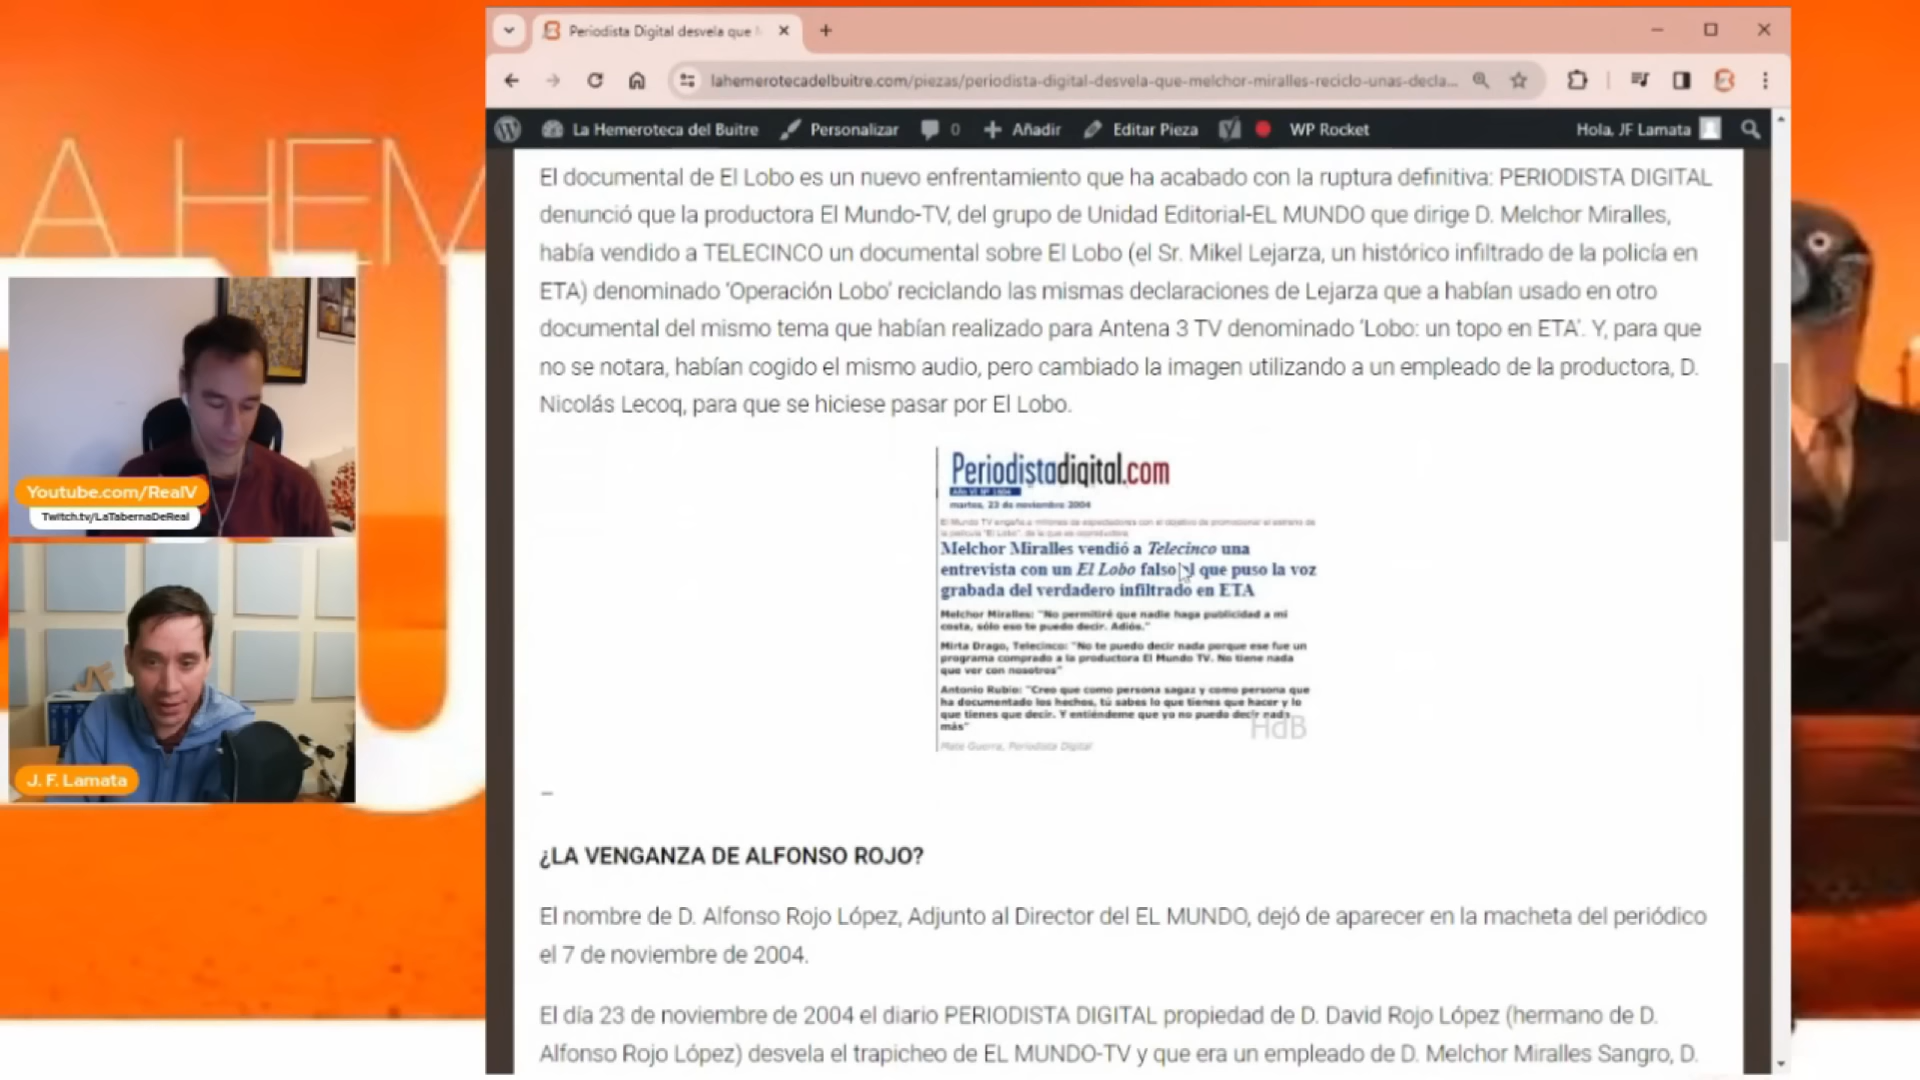 Periodista Digital desvela que
lahemerotecadelbuitre.com/piezas/periodista-digital-desvela-que-melchor-miralles-reciclo-unas-decla...
La Hemeroteca del Buitre Personalizar 0 Añadir Editar Pieza WP Rocket Hola, JF Lamata
A HEM
El documental de El Lobo es un nuevo enfrentamiento que ha acabado con la ruptura definitiva: PERIODISTA DIGITAL
denunció que la productora El Mundo-TV, del grupo de Unidad Editorial-EL MUNDO que dirige D. Melchor Miralles,
había vendido a TELECINCO un documental sobre El Lobo (el Sr. Mikel Lejarza, un histórico infiltrado de la policía en
ETA) denominado ‘Operación Lobo’ reciclando las mismas declaraciones de Lejarza que a habían usado en otro
documental del mismo tema que habían realizado para Antena 3 TV denominado ‘Lobo: un topo en ETA’. Y, para que
no se notara, habían cogido el mismo audio, pero cambiado la imagen utilizando a un empleado de la productora, D.
Nicolás Lecoq, para que se hiciese pasar por El Lobo.
Youtube.com/RealV
Twitch.tv/LaTabernaDeReal
J. F. Lamata
Periodistadigital.com
Año VI Nº 1504
martes, 23 de noviembre 2004
El Mundo TV engaña a millones de espectadores con el objetivo de promocionar el estreno de
la película "El Lobo", de la que es coproductora
Melchor Miralles vendió a Telecinco una
entrevista con un El Lobo falso al que puso la voz
grabada del verdadero infiltrado en ETA
Melchor Miralles: "No permitiré que nadie haga publicidad a mi
costa, sólo eso te puedo decir. Adiós."
Mirta Drago, Telecinco: "No te puedo decir nada porque ese fue un
programa comprado a la productora El Mundo TV. No tiene nada
que ver con nosotros"
Antonio Rubio: "Creo que como persona sagaz y como persona que
ha documentado los hechos, tú sabes lo que tienes que hacer y lo
que tienes que decir. Y entiéndeme que yo no puedo decir nada
más"
HdB
Guerra, Periodista Digital
–
¿LA VENGANZA DE ALFONSO ROJO?
El nombre de D. Alfonso Rojo López, Adjunto al Director del EL MUNDO, dejó de aparecer en la macheta del periódico
el 7 de noviembre de 2004.
El día 23 de noviembre de 2004 el diario PERIODISTA DIGITAL propiedad de D. David Rojo López (hermano de D.
Alfonso Rojo López) desvela el trapicheo de EL MUNDO-TV y que era un empleado de D. Melchor Miralles Sangro, D.